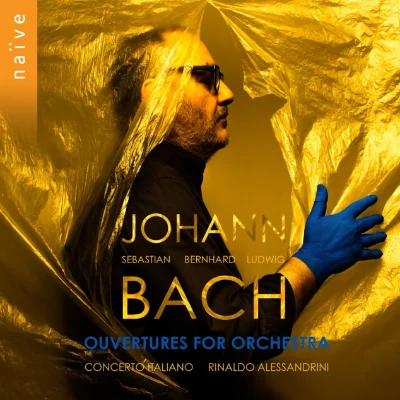 naïve
JOHANN
SEBASTIAN BERNHARD LUDWIG
BACH
OUVERTURES FOR ORCHESTRA
CONCERTO ITALIANO RINALDO ALESSANDRINI